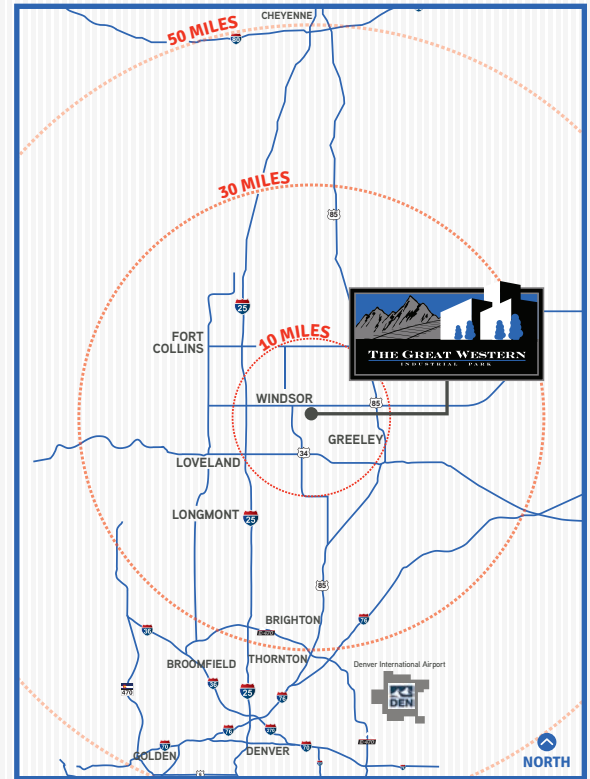 CHEYENNE
50 MILES
80
30 MILES
85
25
10 MILES
FORT
COLLINS
THE GREAT WESTERN
INDUSTRIAL PARK
WINDSOR
85
GREELEY
34
LOVELAND
LONGMONT
25
85
BRIGHTON
76
36
E-470
BROOMFIELD
THORNTON
Denver International Airport
36
470
25
76
DEN
76
270
E-470
70
76
GOLDEN
DENVER
NORTH